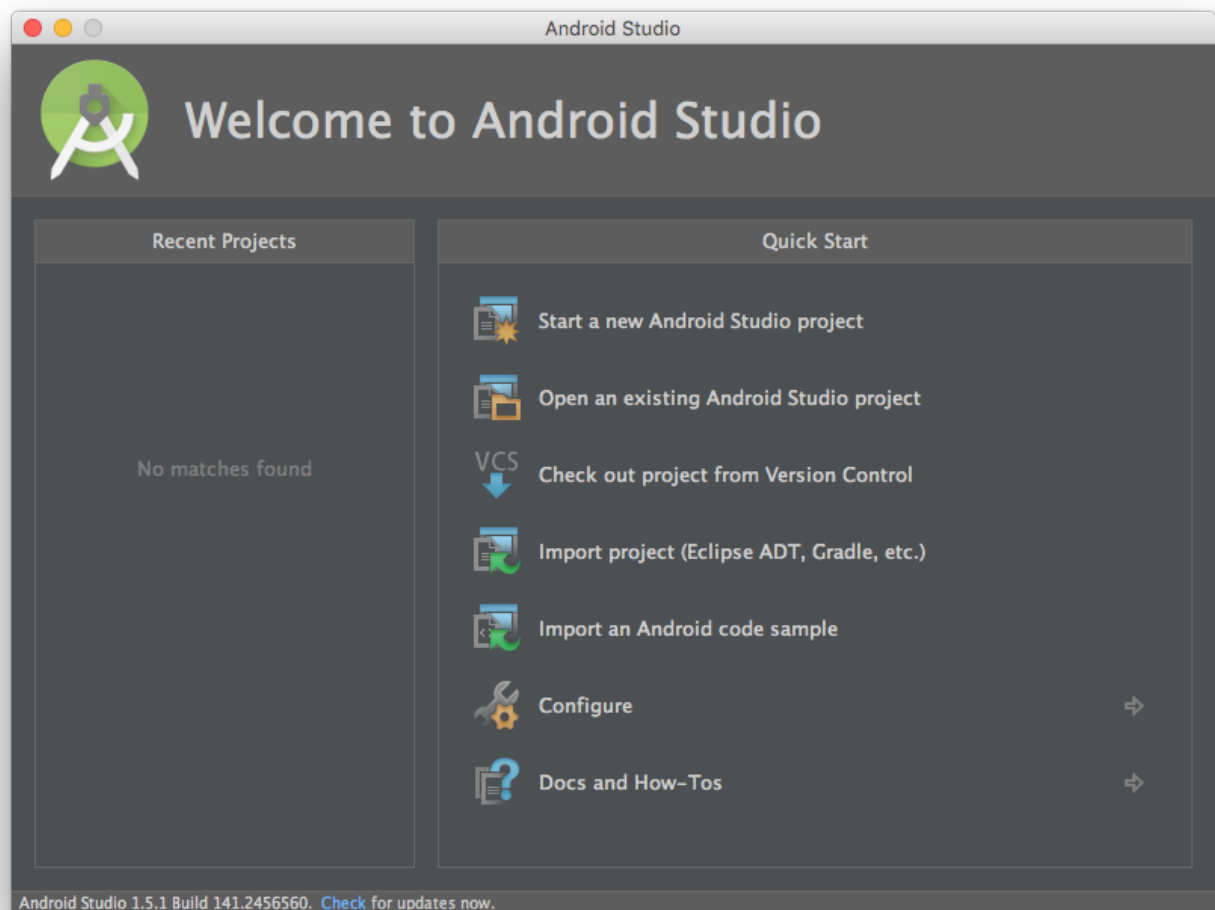 Android Studio
Welcome to Android Studio
Recent Projects
No matches found
Quick Start
Start a new Android Studio project
Open an existing Android Studio project
VCS
Check out project from Version Control
Import project (Eclipse ADT, Gradle, etc.)
Import an Android code sample
Configure
Docs and How-Tos
Android Studio 1.5.1 Build 141.2456560. Check for updates now.